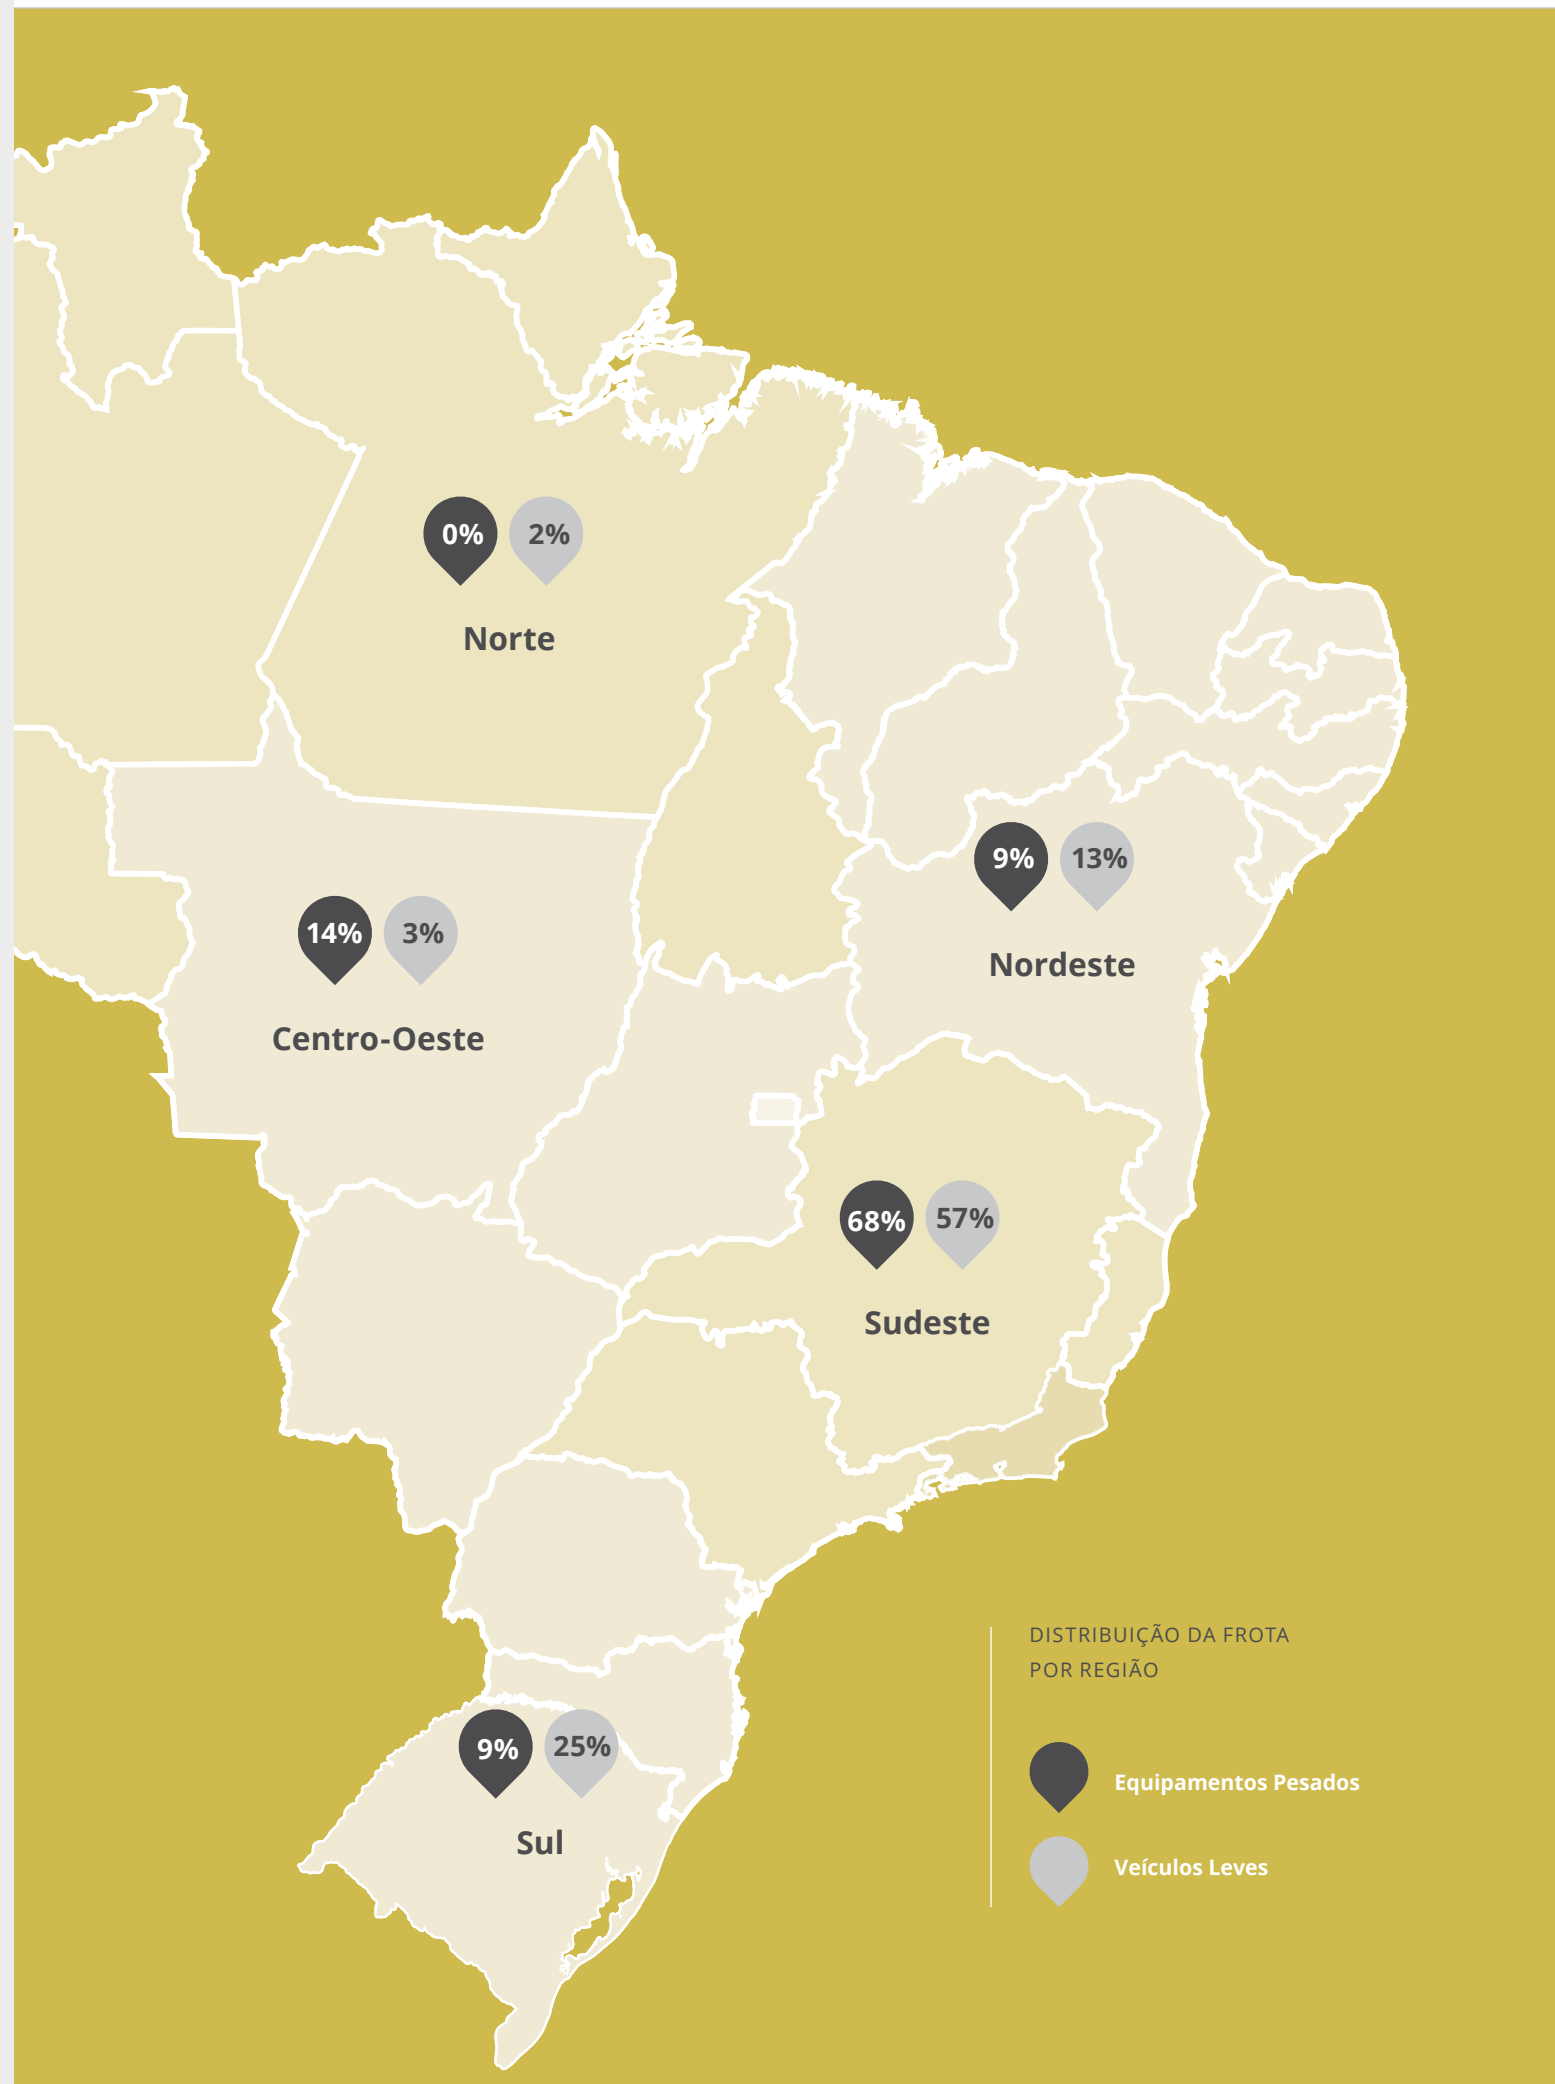 0% 2%
Norte
9% 13%
Nordeste
14% 3%
Centro-Oeste
68% 57%
Sudeste
9% 25%
Sul
DISTRIBUIÇÃO DA FROTA
POR REGIÃO
Equipamentos Pesados
Veículos Leves